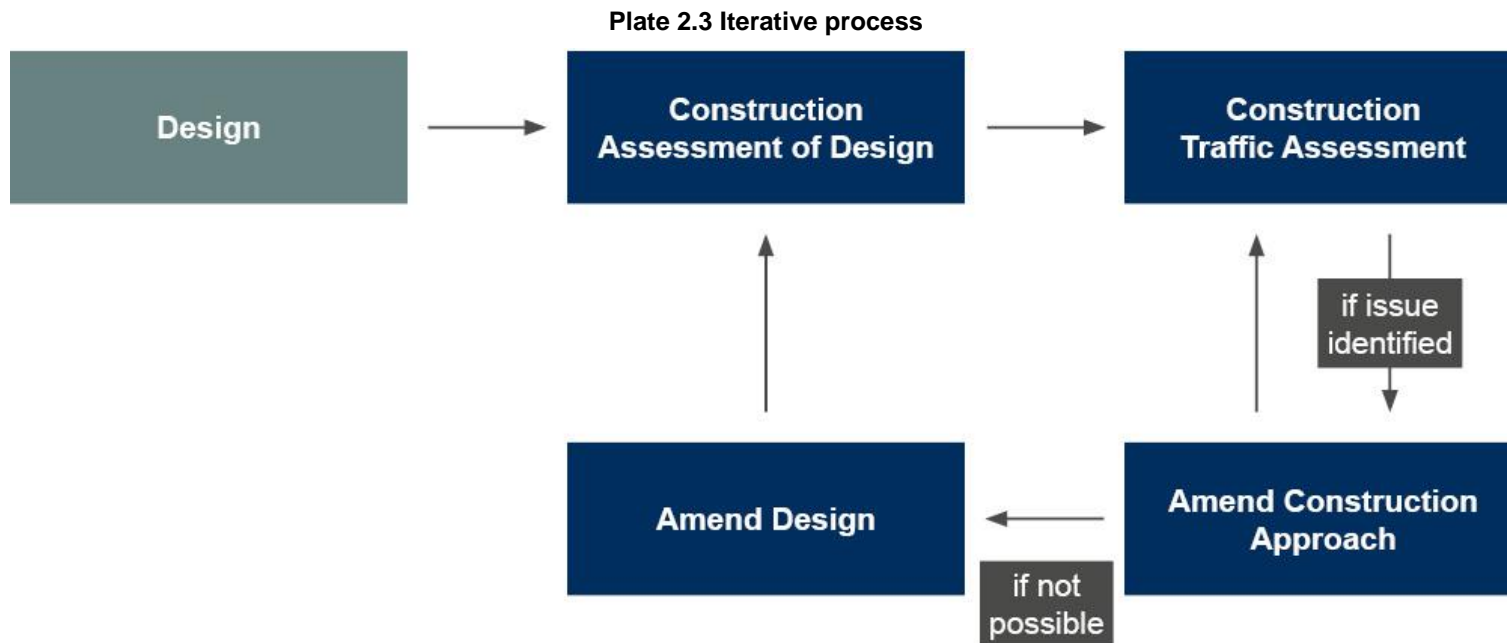 Plate 2.3 Iterative process
Design
Construction
Assessment of Design
Construction
Traffic Assessment
if issue
identified
Amend Design
Amend Construction
Approach
if not
possible